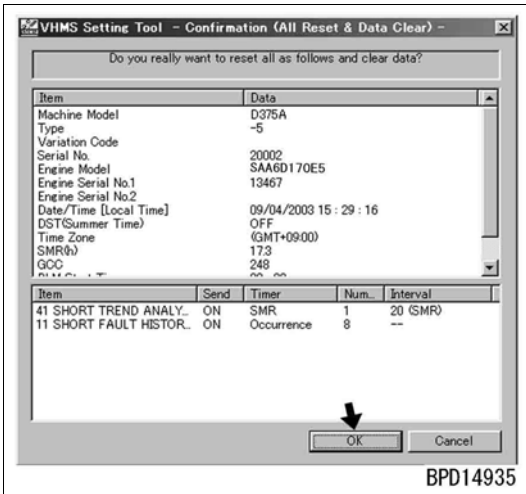 VHMS Setting Tool - Confirmation (All Reset & Data Clear) -
Do you really want to reset all as follows and clear data?
Item Data
Machine Model D375A
Type -5
Variation Code
Serial No. 20002
Engine Model SAA6D170E5
Engine Serial No.1 13467
Engine Serial No.2
Date/Time [Local Time] 09/04/2003 15 : 29 : 16
DST(Summer Time) OFF
Time Zone (GMT+09:00)
SMR(h) 17.3
GCC 248
Item Send Timer Num... Interval
41 SHORT TREND ANALY... ON SMR 1 20 (SMR)
11 SHORT FAULT HISTOR... ON Occurrence 8 --
OK Cancel
BPD14935